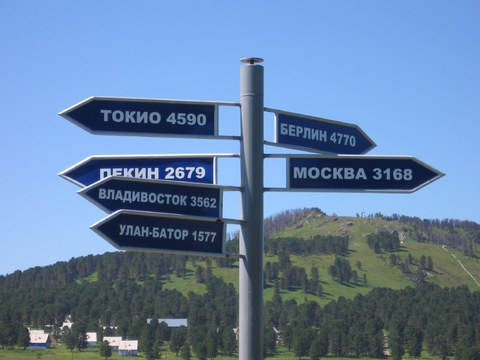 ТОКИО 4590
БЕРЛИН 4770
ПЕКИН 2679
МОСКВА 3168
ВЛАДИВОСТОК 3562
УЛАН-БАТОР 1577